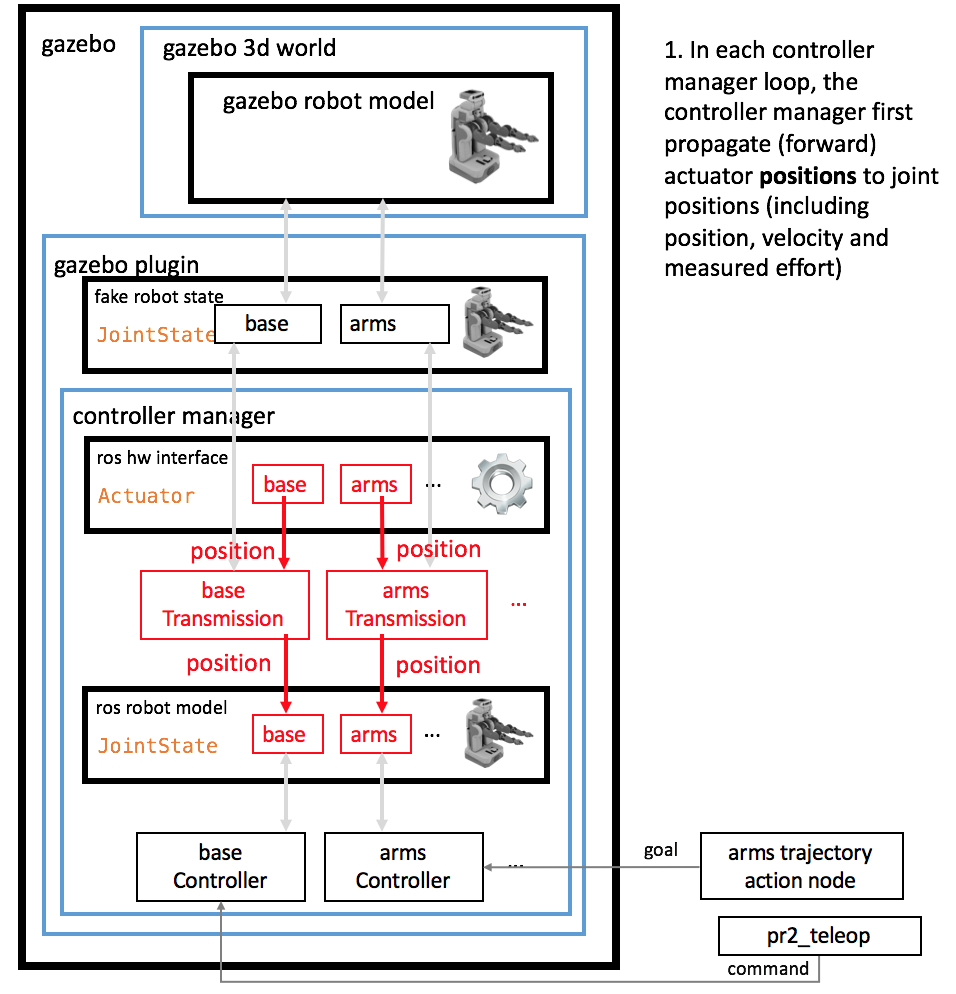 gazebo
gazebo 3d world
gazebo robot model
1. In each controller
manager loop, the
controller manager first
propagate (forward)
actuator positions to joint
positions (including
position, velocity and
measured effort)
gazebo plugin
fake robot state
JointState
base
arms
controller manager
ros hw interface
Actuator
base
arms
...
position
position
base
Transmission
arms
Transmission
...
position
position
ros robot model
JointState
base
arms
...
base
Controller
arms
Controller
...
goal
arms trajectory
action node
pr2_teleop
command